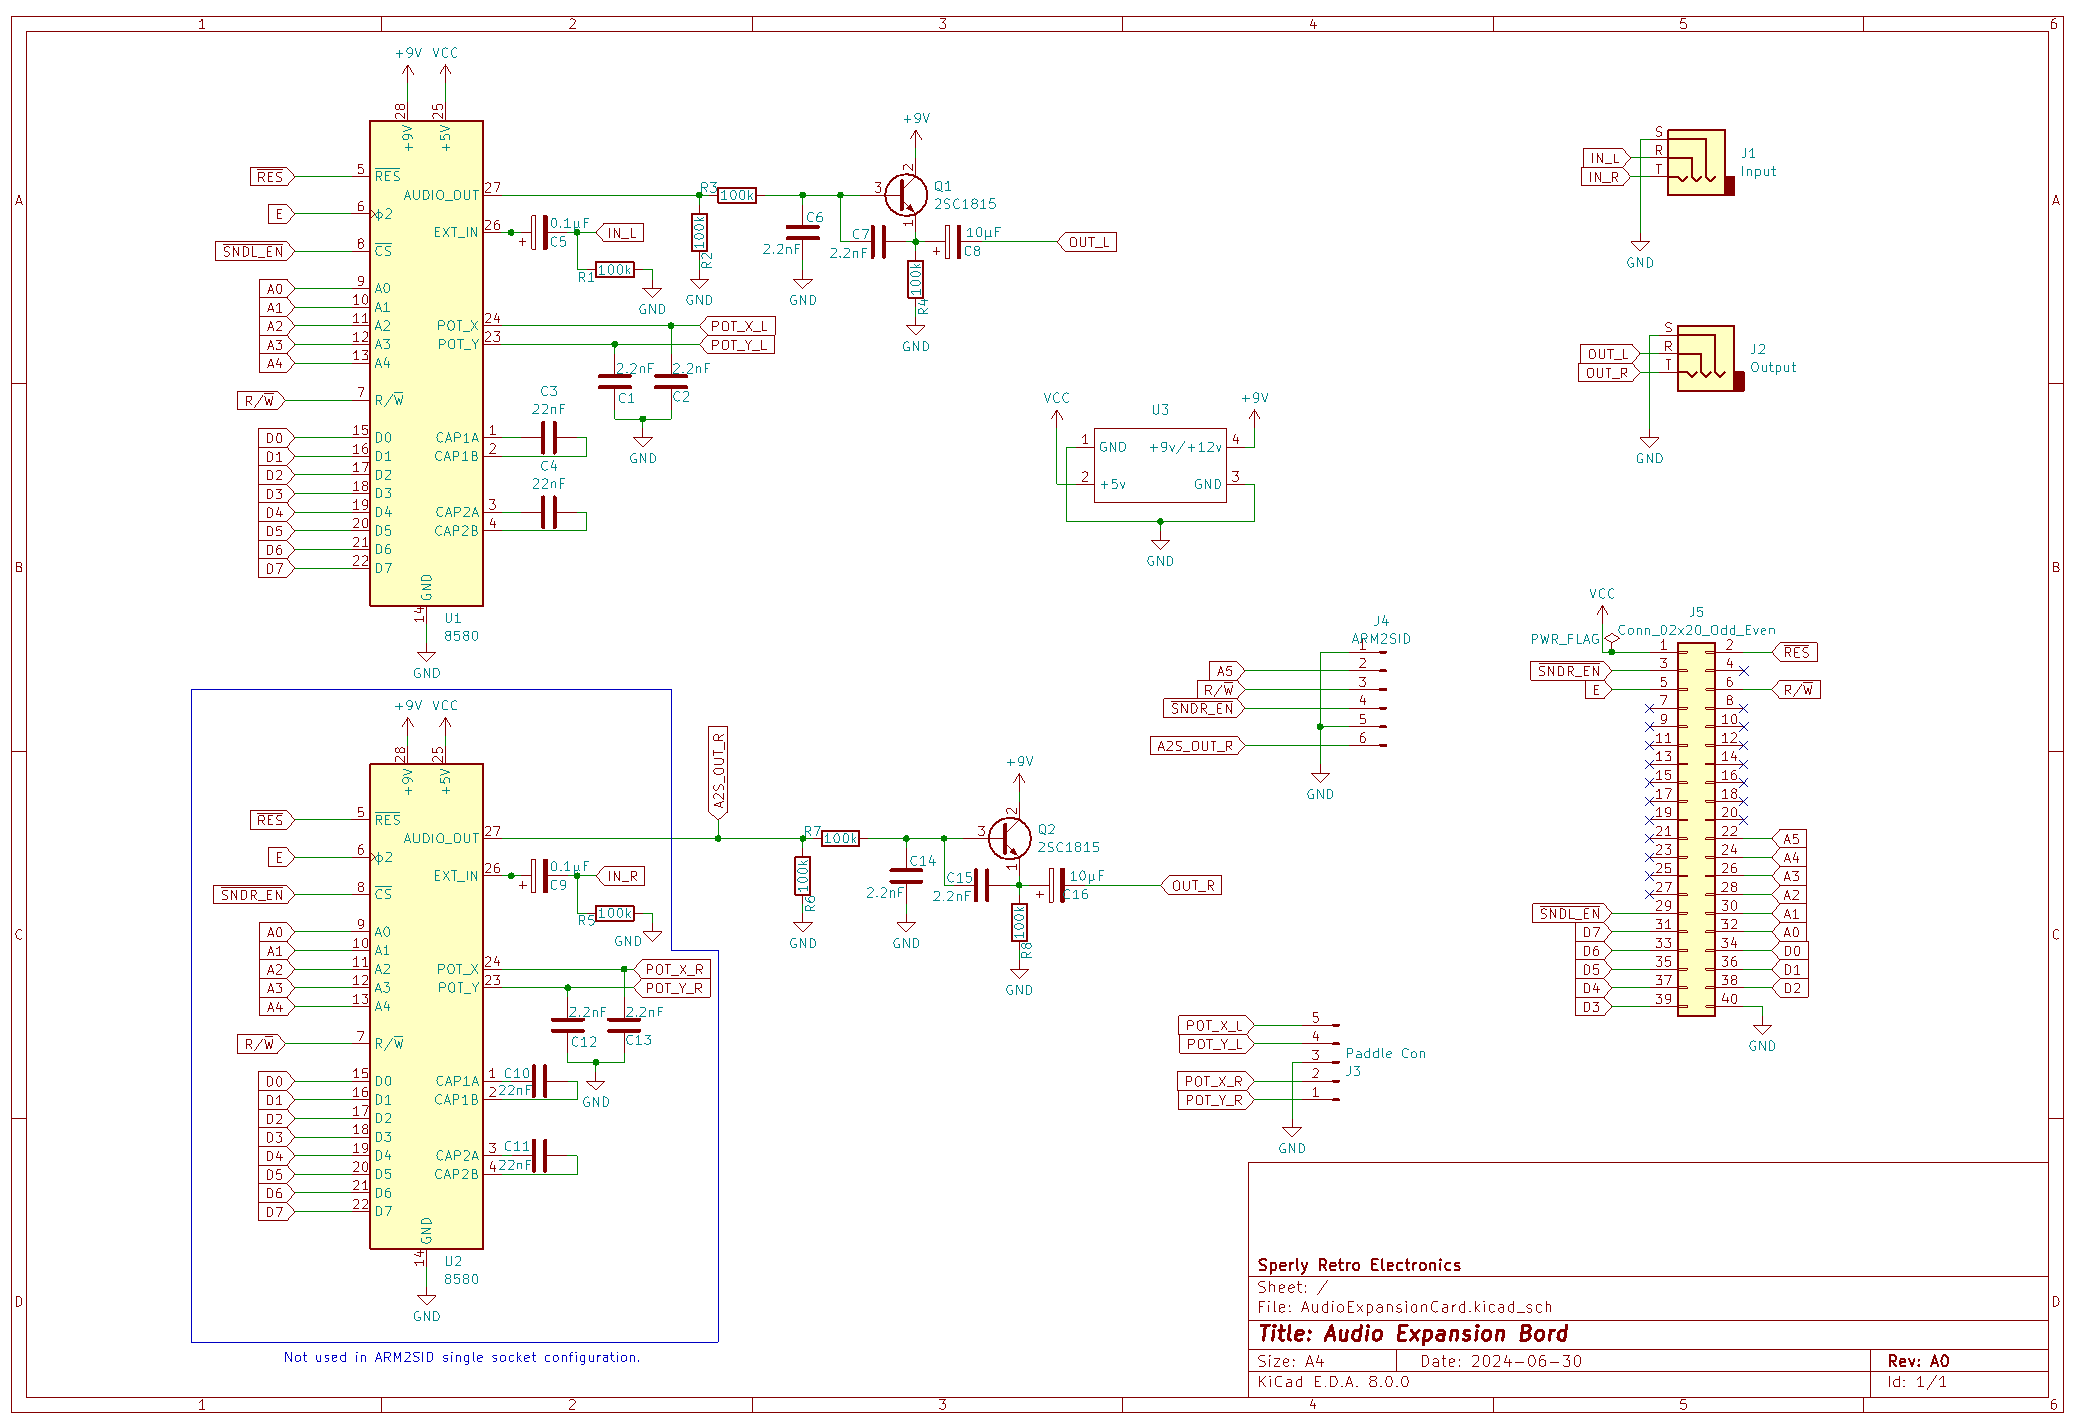 1 2 3 4 5 6
A
B
C
D
+9V VCC
28 25
+9V +5V
RES 5 RES
E 6 ϕ2
SNDL_EN 8 CS
A0 9 A0
A1 10 A1
A2 11 A2
A3 12 A3
A4 13 A4
R/W 7 R/W
D0 15 D0
D1 16 D1
D2 17 D2
D3 18 D3
D4 19 D4
D5 20 D5
D6 21 D6
D7 22 D7
AUDIO_OUT 27
EXT_IN 26
POT_X 24
POT_Y 23
CAP1A 1
CAP1B 2
CAP2A 3
CAP2B 4
GND
14
U1
8580
GND
+ 0.1µF
C5
IN_L
R1 100k
GND
R3 100k
100k R2
GND
C6
2.2nF
GND
C7
2.2nF
+9V
2
3
1
Q1
2SC1815
+ 10µF
C8
OUT_L
100k R4
GND
POT_X_L
POT_Y_L
2.2nF 2.2nF
C1 C2
GND
C3
22nF
C4
22nF
S
IN_L R
IN_R T
J1
Input
GND
S
OUT_L R
OUT_R T
J2
Output
GND
VCC +9V
U3
1 GND +9v/+12v 4
2 +5v GND 3
GND
J4
ARM2SID
1
A5 2
R/W 3
SNDR_EN 4
5
A2S_OUT_R 6
GND
VCC
J5
PWR_FLAG Conn_02x20_Odd_Even
1 2 RES
SNDR_EN 3 4
E 5 6 R/W
7 8
9 10
11 12
13 14
15 16
17 18
19 20
21 22 A5
23 24 A4
25 26 A3
27 28 A2
SNDL_EN 29 30 A1
D7 31 32 A0
D6 33 34 D0
D5 35 36 D1
D4 37 38 D2
D3 39 40
GND
+9V VCC
28 25
+9V +5V
RES 5 RES
E 6 ϕ2
SNDR_EN 8 CS
A0 9 A0
A1 10 A1
A2 11 A2
A3 12 A3
A4 13 A4
R/W 7 R/W
D0 15 D0
D1 16 D1
D2 17 D2
D3 18 D3
D4 19 D4
D5 20 D5
D6 21 D6
D7 22 D7
AUDIO_OUT 27
EXT_IN 26
POT_X 24
POT_Y 23
CAP1A 1
CAP1B 2
CAP2A 3
CAP2B 4
GND
14
U2
8580
GND
+ 0.1µF
C9
IN_R
R5 100k
GND
POT_X_R
POT_Y_R
2.2nF 2.2nF
C12 C13
GND
C10
22nF
C11
22nF
Not used in ARM2SID single socket configuration.
A2S_OUT_R
R7 100k
100k R6
GND
C14
2.2nF
GND
C15
2.2nF
+9V
2
3
1
Q2
2SC1815
+ 10µF
C16
OUT_R
100k R8
GND
POT_X_L 5
POT_Y_L 4
3
POT_X_R 2
POT_Y_R 1
Paddle Con
J3
GND
Sperly Retro Electronics
Sheet: /
File: AudioExpansionCard.kicad_sch
Title: Audio Expansion Bord
Size: A4 Date: 2024-06-30 Rev: A0
KiCad E.D.A. 8.0.0 Id: 1/1
A
B
C
D
1 2 3 4 5 6